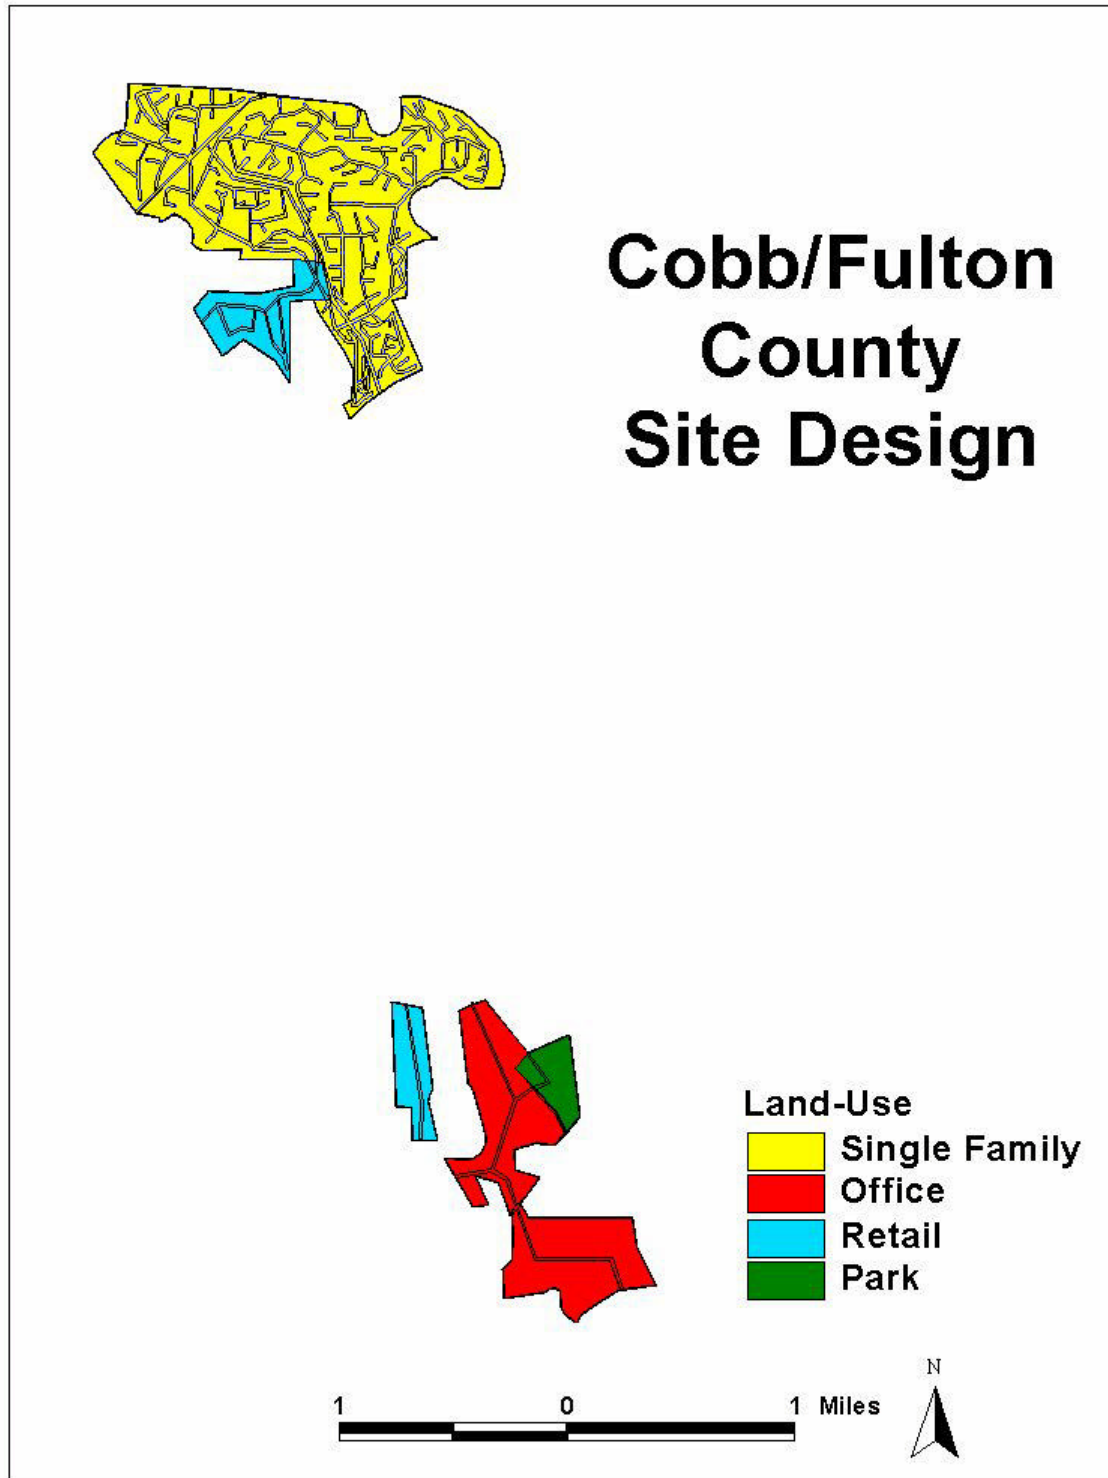 Cobb/Fulton
County
Site Design
Land-Use
Single Family
Office
Retail
Park
N
1 0 1 Miles